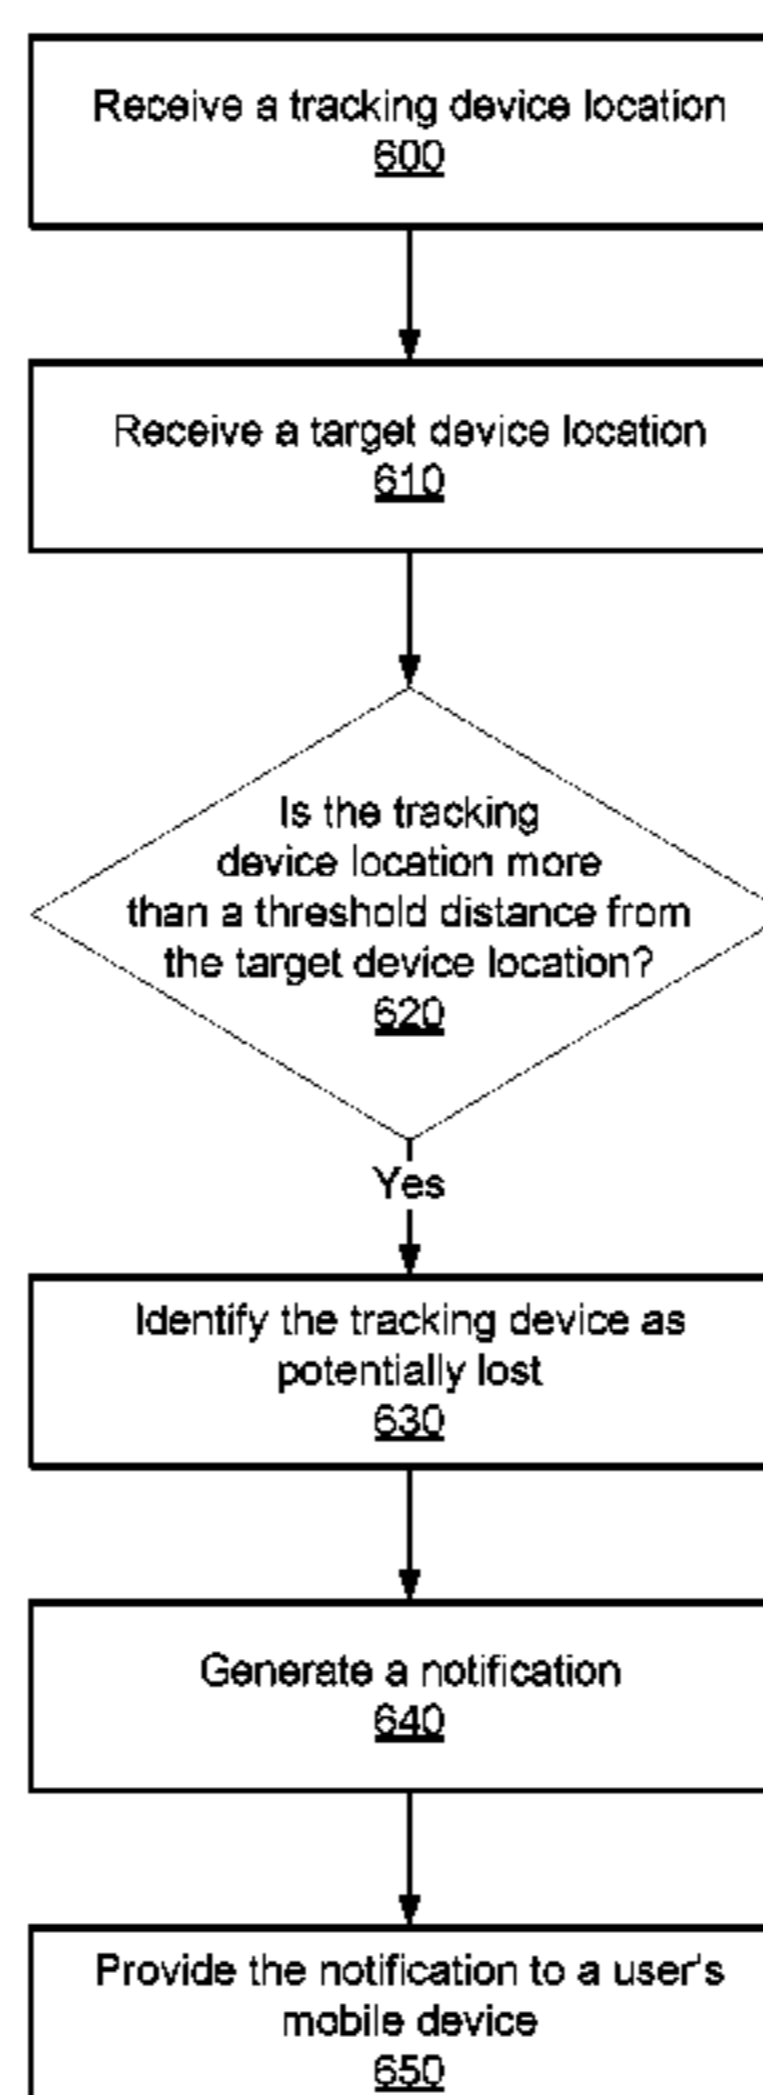 Receive a tracking device location
600
Receive a target device location
610
Is the tracking
device location more
than a threshold distance from
the target device location?
620
Yes
Identify the tracking device as
potentially lost
630
Generate a notification
640
Provide the notification to a user's
mobile device
650